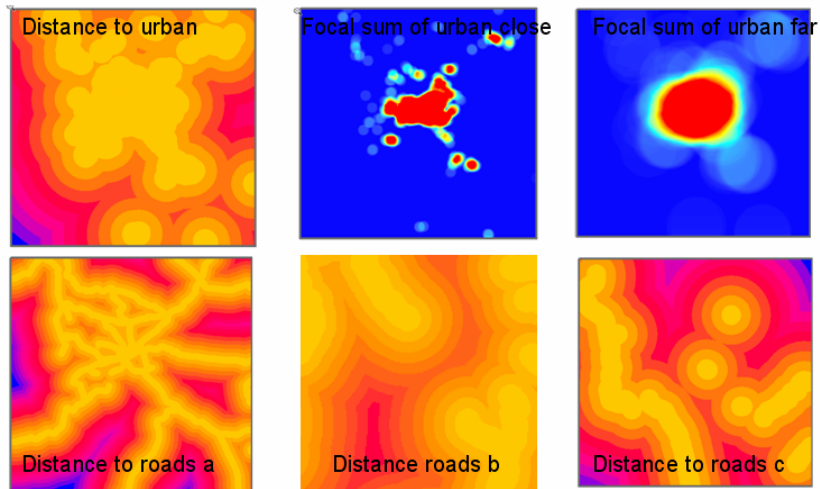 Distance to urban
Focal sum of urban close
Focal sum of urban far
Distance to roads a
Distance roads b
Distance to roads c